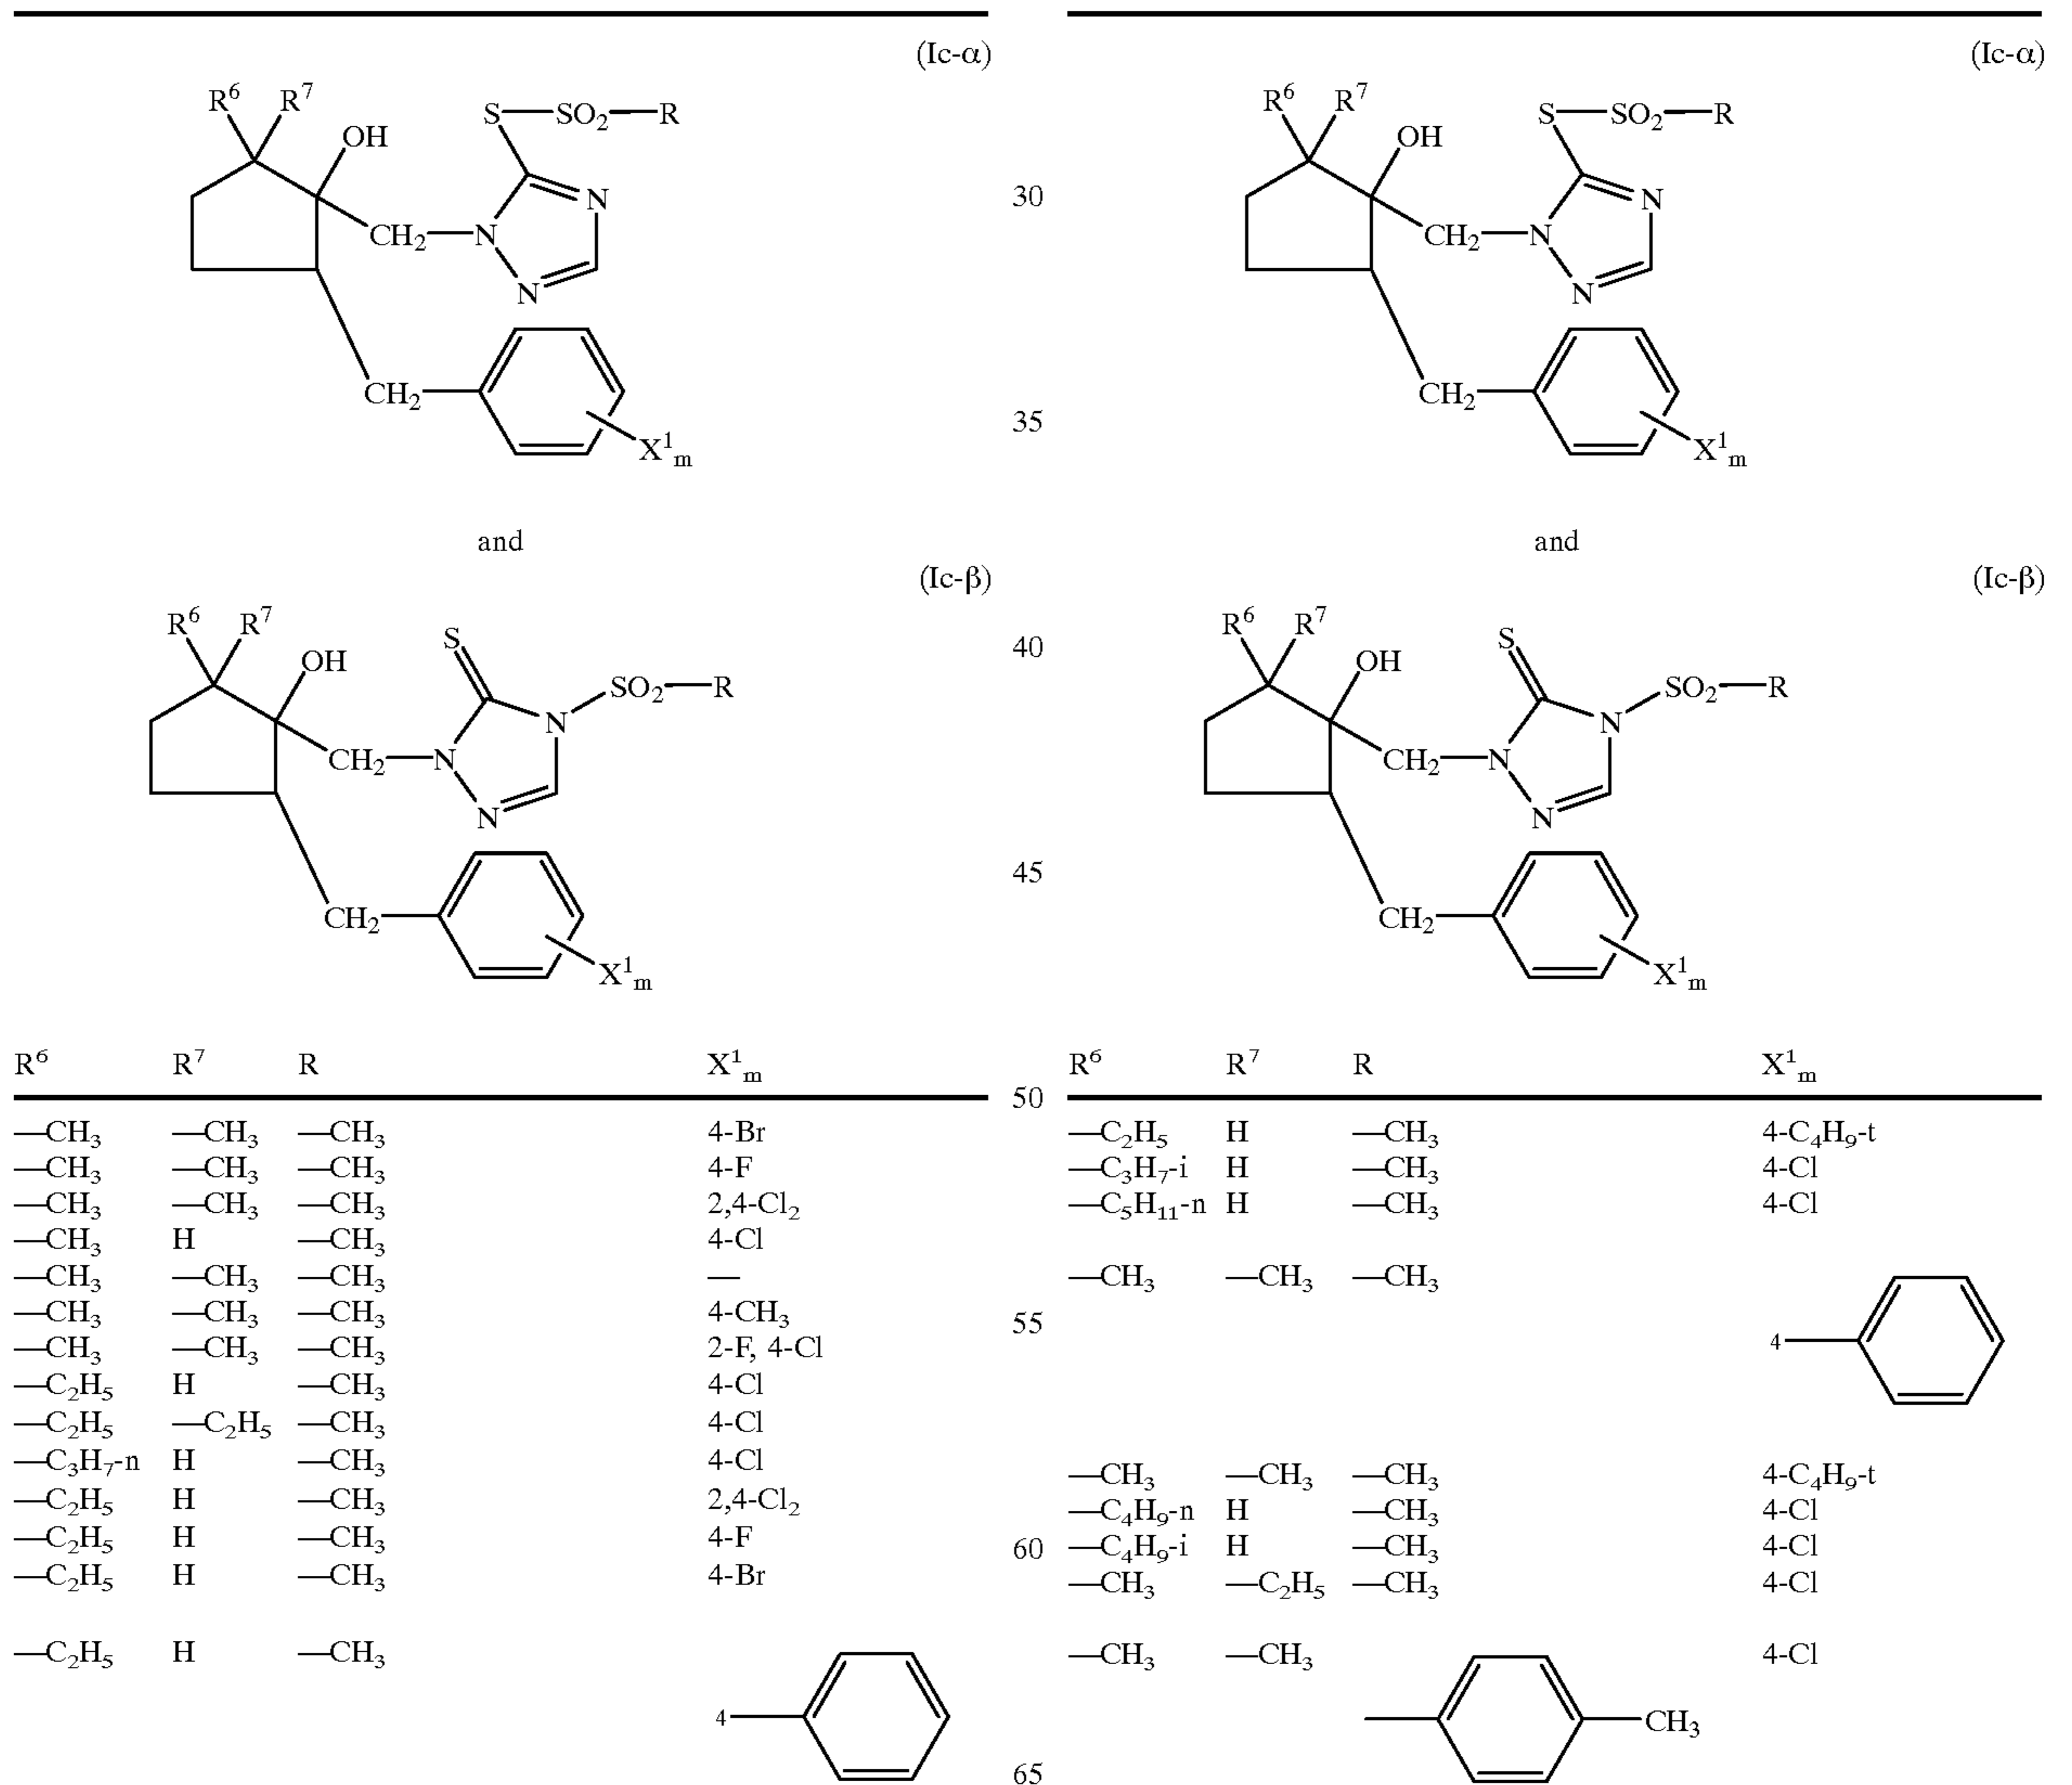 (Ic-α)
R⁶ R⁷ S—SO₂—R
OH
N
CH₂—N
N
CH₂
X¹ₘ
and
(Ic-β)
R⁶ R⁷ S
OH
SO₂—R
N
CH₂—N
N
CH₂
X¹ₘ
R⁶ R⁷ R X¹ₘ
—CH₃ —CH₃ —CH₃ 4-Br
—CH₃ —CH₃ —CH₃ 4-F
—CH₃ —CH₃ —CH₃ 2,4-Cl₂
—CH₃ H —CH₃ 4-Cl
—CH₃ —CH₃ —CH₃ —
—CH₃ —CH₃ —CH₃ 4-CH₃
—CH₃ —CH₃ —CH₃ 2-F, 4-Cl
—C₂H₅ H —CH₃ 4-Cl
—C₂H₅ —C₂H₅ —CH₃ 4-Cl
—C₃H₇-n H —CH₃ 4-Cl
—C₂H₅ H —CH₃ 2,4-Cl₂
—C₂H₅ H —CH₃ 4-F
—C₂H₅ H —CH₃ 4-Br
—C₂H₅ H —CH₃
4—
30
35
40
45
50
55
60
65
(Ic-α)
R⁶ R⁷ S—SO₂—R
OH
N
CH₂—N
N
CH₂
X¹ₘ
and
(Ic-β)
R⁶ R⁷ S
OH
SO₂—R
N
CH₂—N
N
CH₂
X¹ₘ
R⁶ R⁷ R X¹ₘ
—C₂H₅ H —CH₃ 4-C₄H₉-t
—C₃H₇-i H —CH₃ 4-Cl
—C₅H₁₁-n H —CH₃ 4-Cl
—CH₃ —CH₃ —CH₃
4—
—CH₃ —CH₃ —CH₃ 4-C₄H₉-t
—C₄H₉-n H —CH₃ 4-Cl
—C₄H₉-i H —CH₃ 4-Cl
—CH₃ —C₂H₅ —CH₃ 4-Cl
—CH₃ —CH₃ 4-Cl
—CH₃